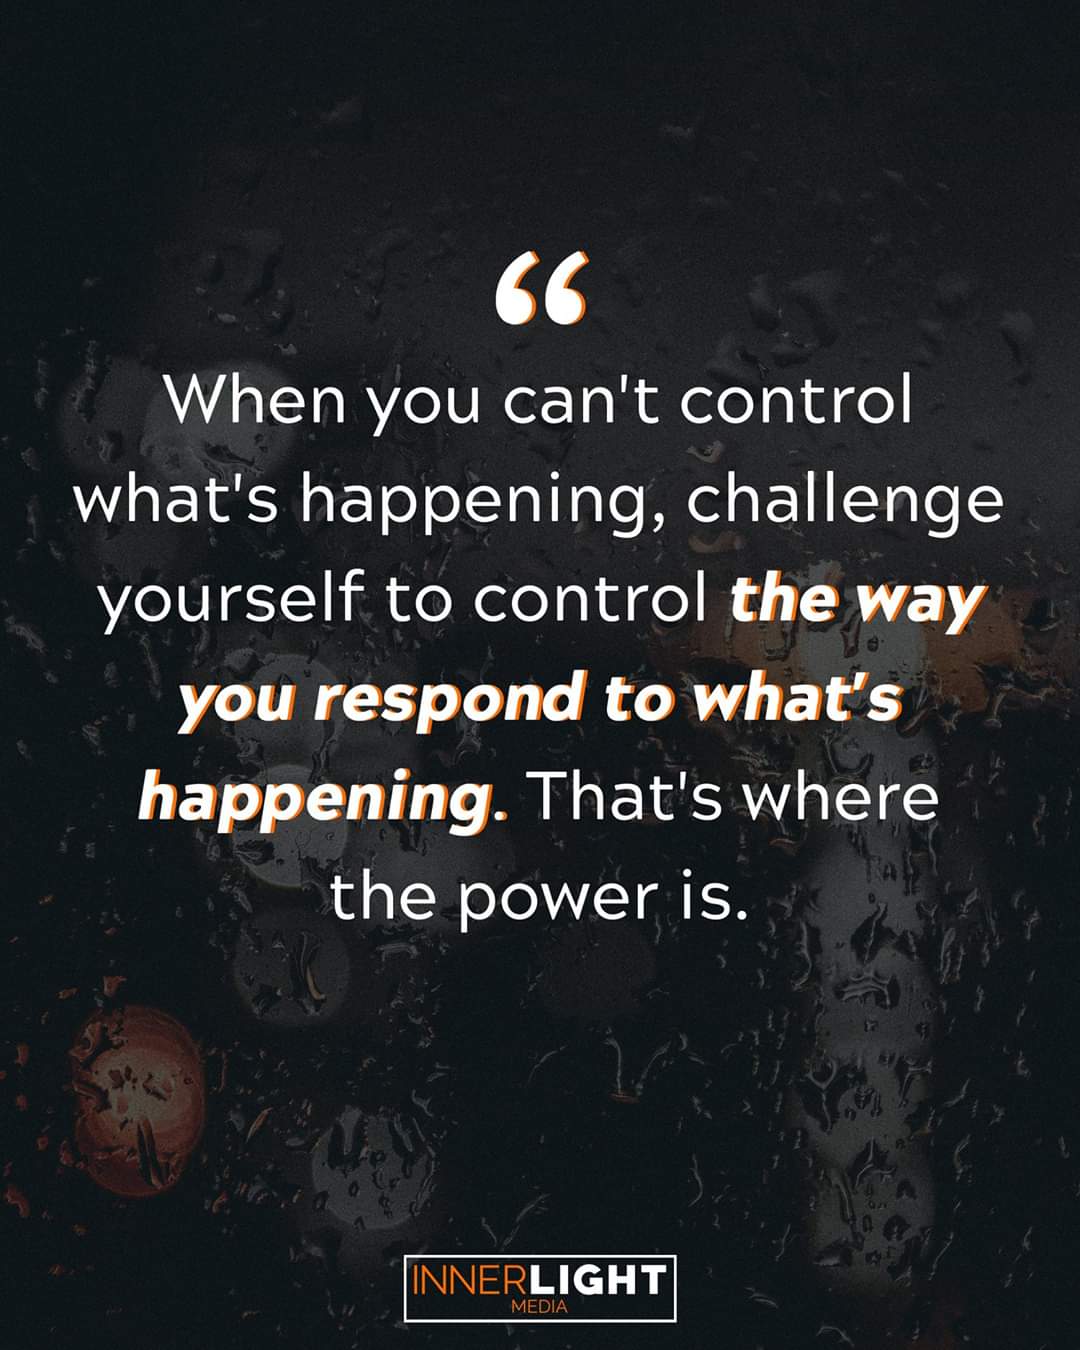 “
When you can't control
what's happening, challenge
yourself to control the way
you respond to what's
happening. That's where
the power is.
INNERLIGHT
MEDIA